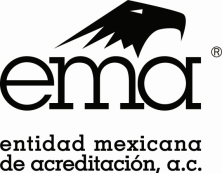 ema®
entidad mexicana
de acreditación, a.c.